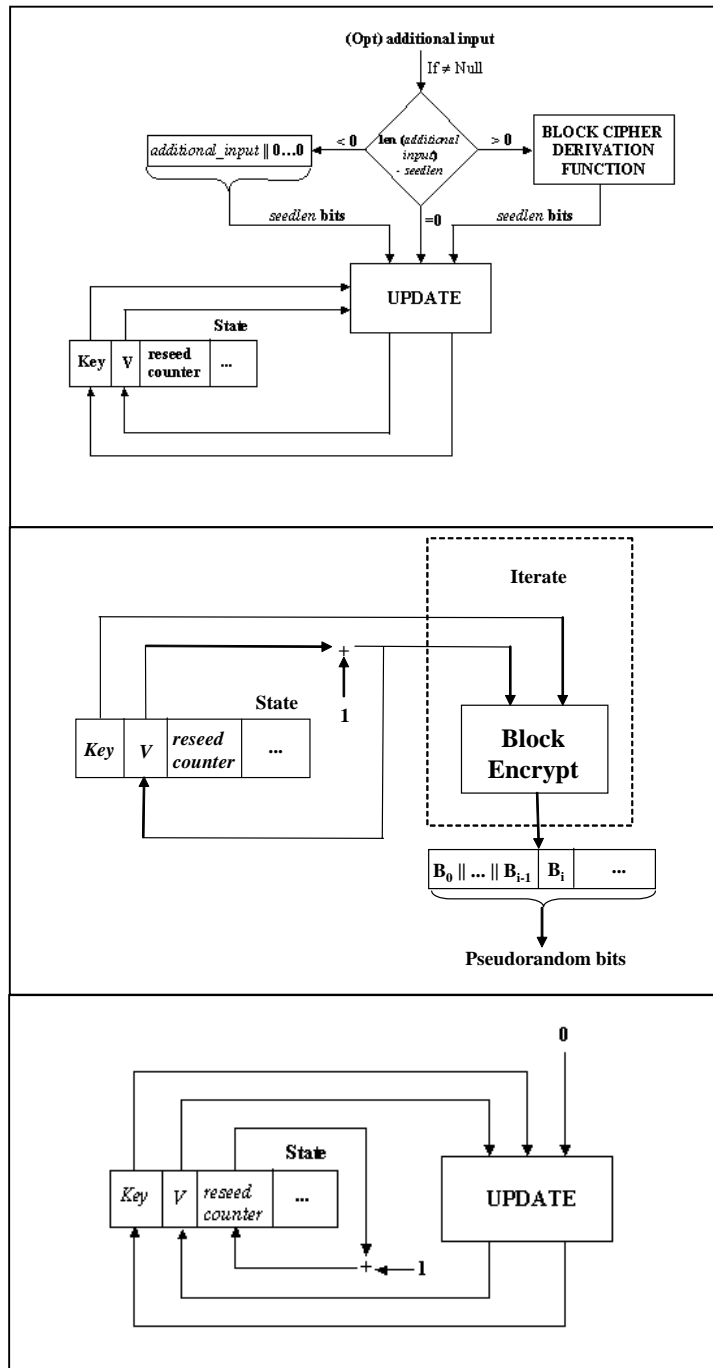 (Opt) additional input
If ≠ Null
< 0
len (additional
input)
- seedlen
> 0
=0
additional_input || 0...0
BLOCK CIPHER
DERIVATION
FUNCTION
seedlen bits
seedlen bits
UPDATE
State
Key
V
reseed
counter
...
Iterate
+
1
State
Key
V
reseed
counter
...
Block
Encrypt
B0 || ... || Bi-1
Bi
...
Pseudorandom bits
0
State
Key
V
reseed
counter
...
UPDATE
+
1